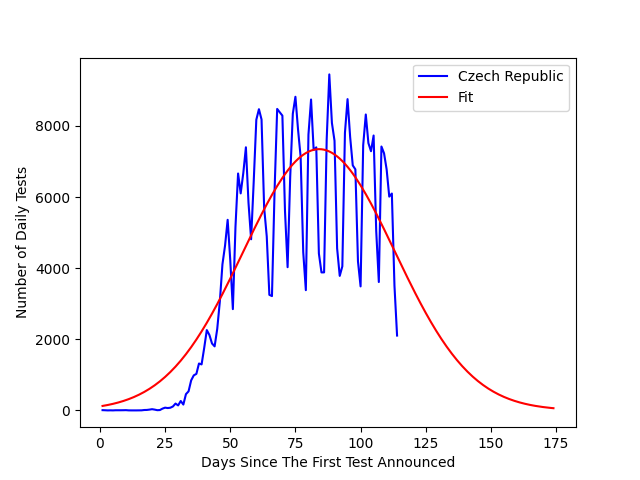 Czech Republic
Fit
8000
6000
4000
2000
0
Number of Daily Tests
0 25 50 75 100 125 150 175
Days Since The First Test Announced